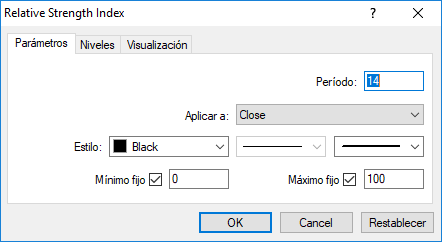 Relative Strength Index ? ×
Parámetros Niveles Visualización
Período: 14
Aplicar a: Close
Estilo: Black
Mínimo fijo 0 Máximo fijo 100
OK Cancel Restablecer